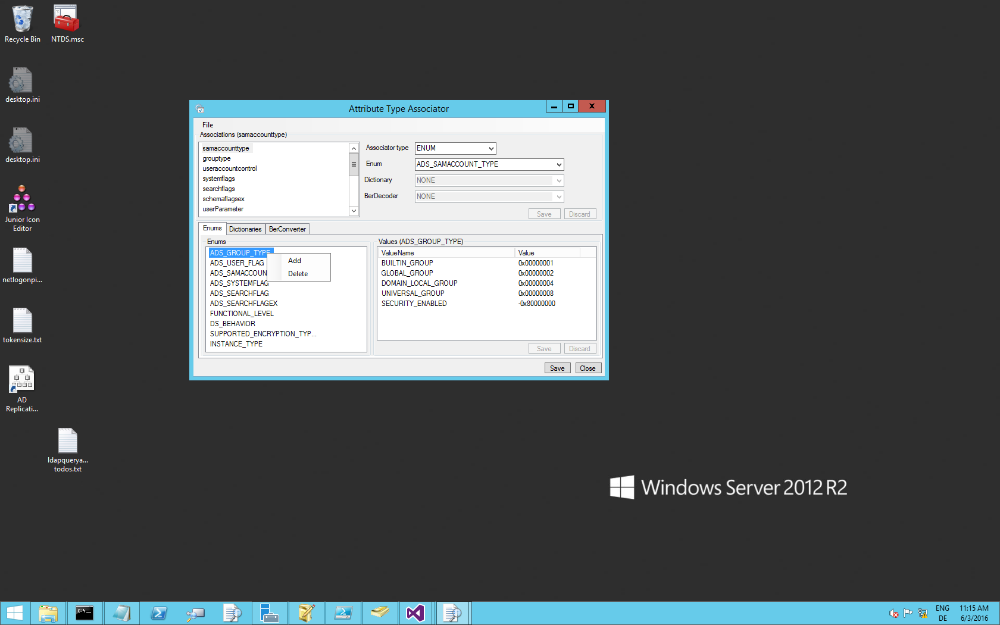 Recycle Bin
NTDS.msc
desktop.ini
desktop.ini
Junior Icon
Editor
netlogonpi...
tokensize.txt
AD
Replicati...
ldapquerya...
todos.txt
Attribute Type Associator
File
Associations (samaccounttype)
samaccounttype
grouptype
useraccountcontrol
systemflags
searchflags
schemaflagsex
userParameter
Associator type
ENUM
Enum
ADS_SAMACCOUNT_TYPE
Dictionary
NONE
BerDecoder
NONE
Save
Discard
Enums
Dictionaries
BerConverter
Enums
ADS_GROUP_TYPE
ADS_USER_FLAG
ADS_SAMACCOUN
ADS_SYSTEMFLAG
ADS_SEARCHFLAG
ADS_SEARCHFLAGEX
FUNCTIONAL_LEVEL
DS_BEHAVIOR
SUPPORTED_ENCRYPTION_TYP...
INSTANCE_TYPE
Add
Delete
Values (ADS_GROUP_TYPE)
ValueName Value
BUILTIN_GROUP 0x00000001
GLOBAL_GROUP 0x00000002
DOMAIN_LOCAL_GROUP 0x00000004
UNIVERSAL_GROUP 0x00000008
SECURITY_ENABLED -0x80000000
Save
Discard
Save
Close
Windows Server 2012 R2
C:\_
ENG
DE
11:15 AM
6/3/2016